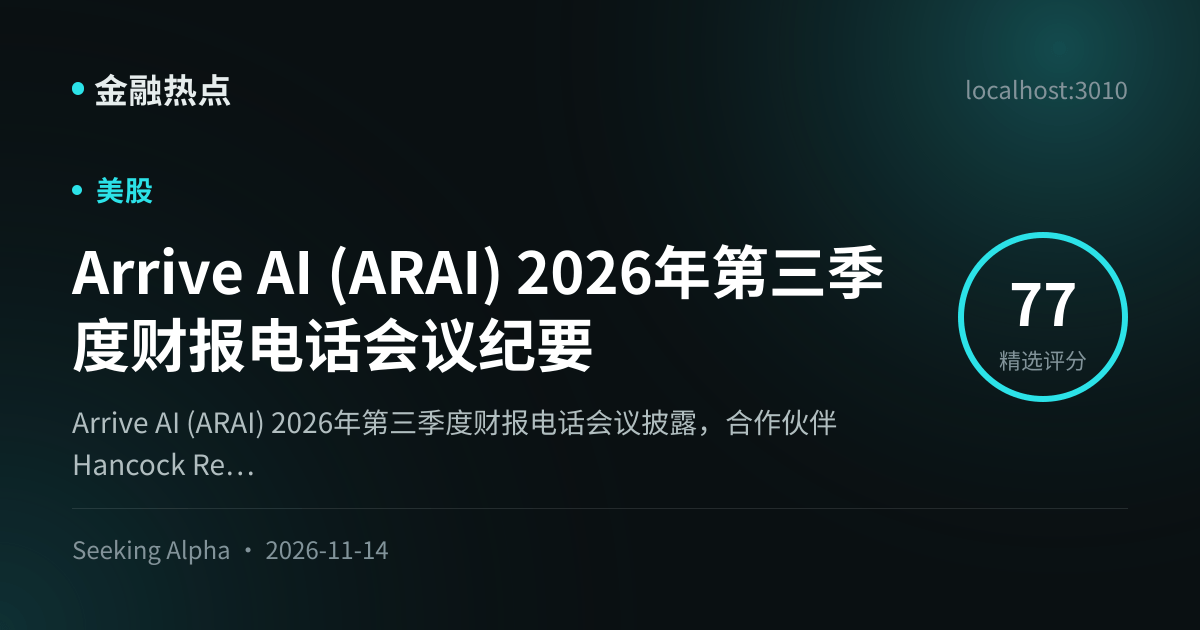 金融热点
localhost:3010
美股
Arrive AI (ARAI) 2026年第三季
度财报电话会议纪要
77
精选评分
Arrive AI (ARAI) 2026年第三季度财报电话会议披露，合作伙伴
Hancock Re…
Seeking Alpha · 2026-11-14